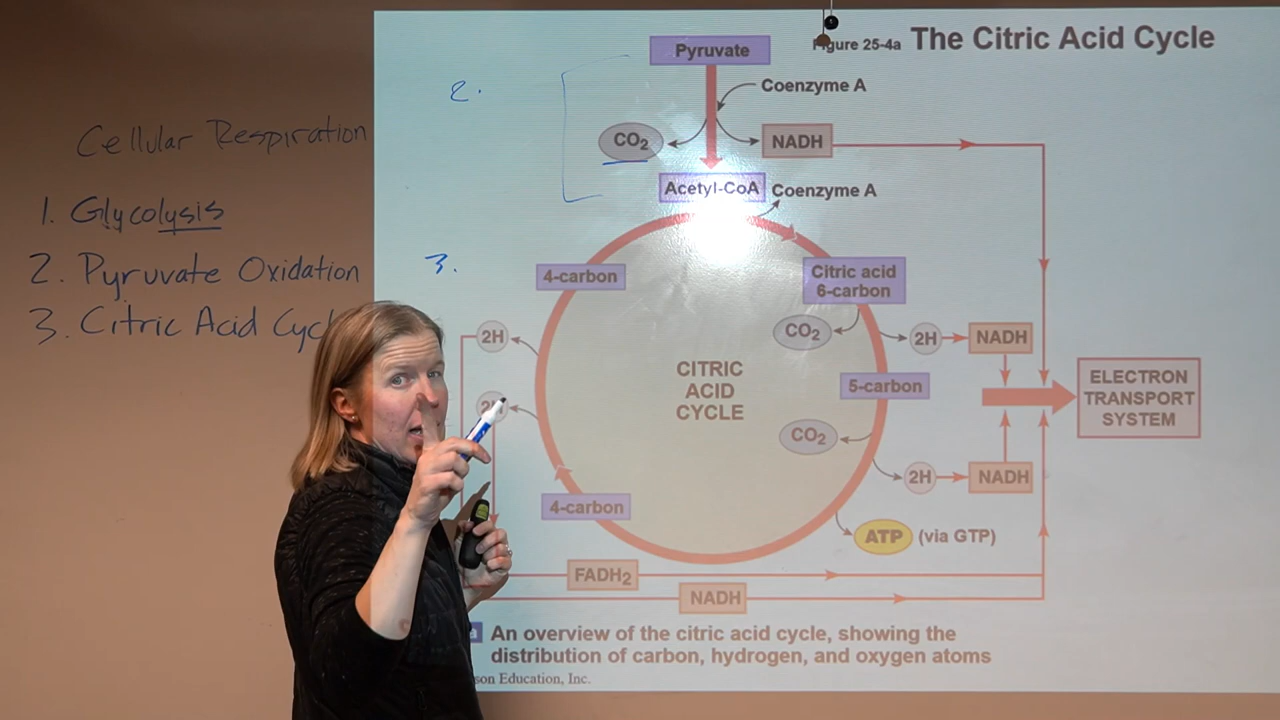 Cellular Respiration
1. Glycolysis
2. Pyruvate Oxidation
3. Citric Acid
Figure 25-4a The Citric Acid Cycle
2.
Pyruvate
Coenzyme A
CO2
NADH
Acetyl-CoA
Coenzyme A
3.
4-carbon
Citric acid
6-carbon
CO2
2H
NADH
2H
CITRIC
ACID
CYCLE
5-carbon
ELECTRON
TRANSPORT
SYSTEM
CO2
2H
NADH
4-carbon
ATP (via GTP)
FADH2
NADH
An overview of the citric acid cycle, showing the
distribution of carbon, hydrogen, and oxygen atoms
Education, Inc.